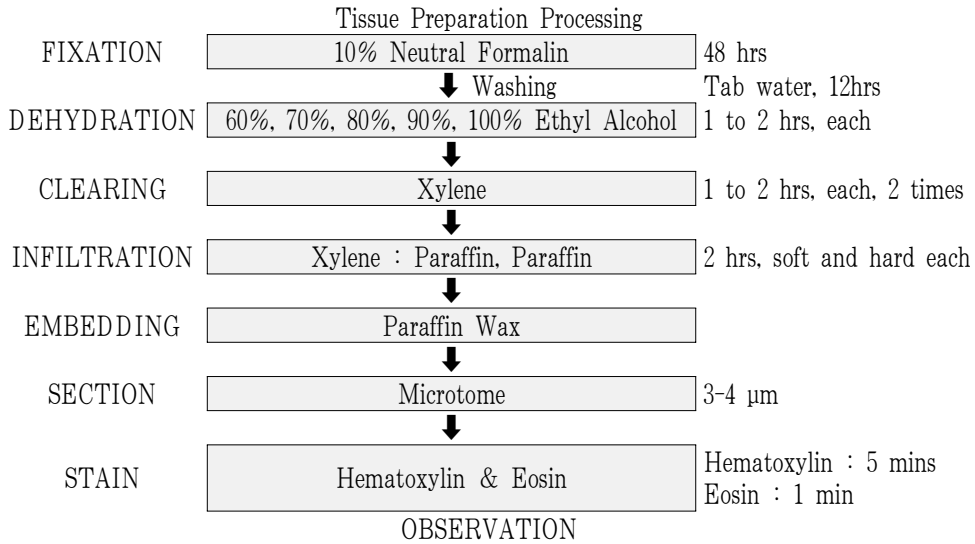 Tissue Preparation Processing
FIXATION 10% Neutral Formalin 48 hrs
Washing Tab water, 12hrs
DEHYDRATION 60%, 70%, 80%, 90%, 100% Ethyl Alcohol 1 to 2 hrs, each
CLEARING Xylene 1 to 2 hrs, each, 2 times
INFILTRATION Xylene : Paraffin, Paraffin 2 hrs, soft and hard each
EMBEDDING Paraffin Wax
SECTION Microtome 3-4 μm
STAIN Hematoxylin & Eosin Hematoxylin : 5 mins
Eosin : 1 min
OBSERVATION